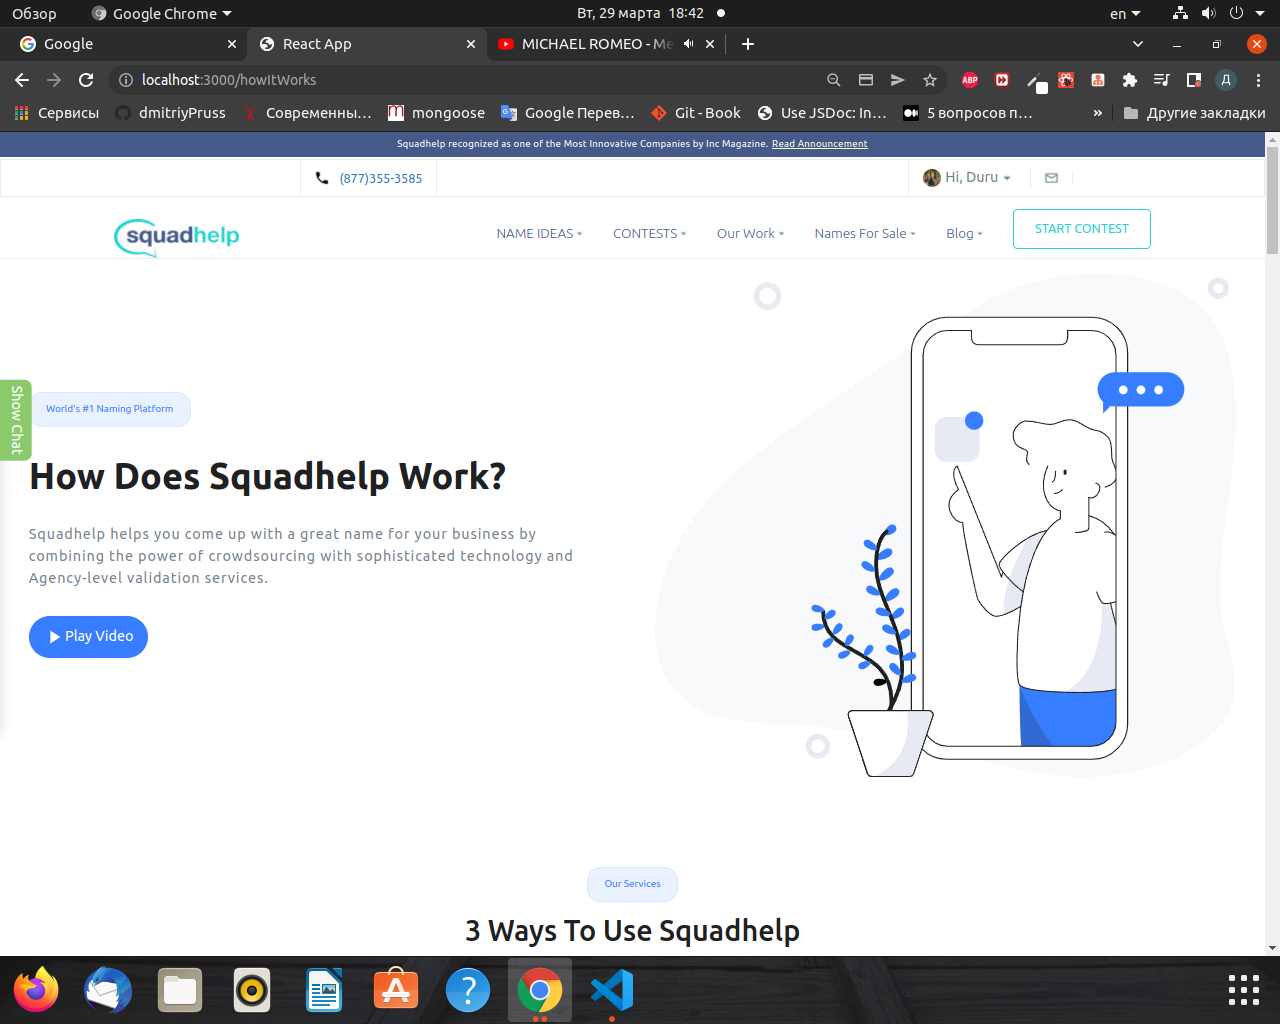 Обзор
Google Chrome
Вт, 29 марта 18:42
en
Google
React App
MICHAEL ROMEO - Me
localhost:3000/howItWorks
ABP
Д
Сервисы
dmitriyPruss
Современны…
mongoose
Google Перев…
Git - Book
Use JSDoc: In…
5 вопросов п…
»
Другие закладки
Squadhelp recognized as one of the Most Innovative Companies by Inc Magazine. Read Announcement
(877)355-3585
Hi, Duru
squadhelp
NAME IDEAS
CONTESTS
Our Work
Names For Sale
Blog
START CONTEST
Show Chat
World's #1 Naming Platform
How Does Squadhelp Work?
Squadhelp helps you come up with a great name for your business by
combining the power of crowdsourcing with sophisticated technology and
Agency-level validation services.
Play Video
Our Services
3 Ways To Use Squadhelp